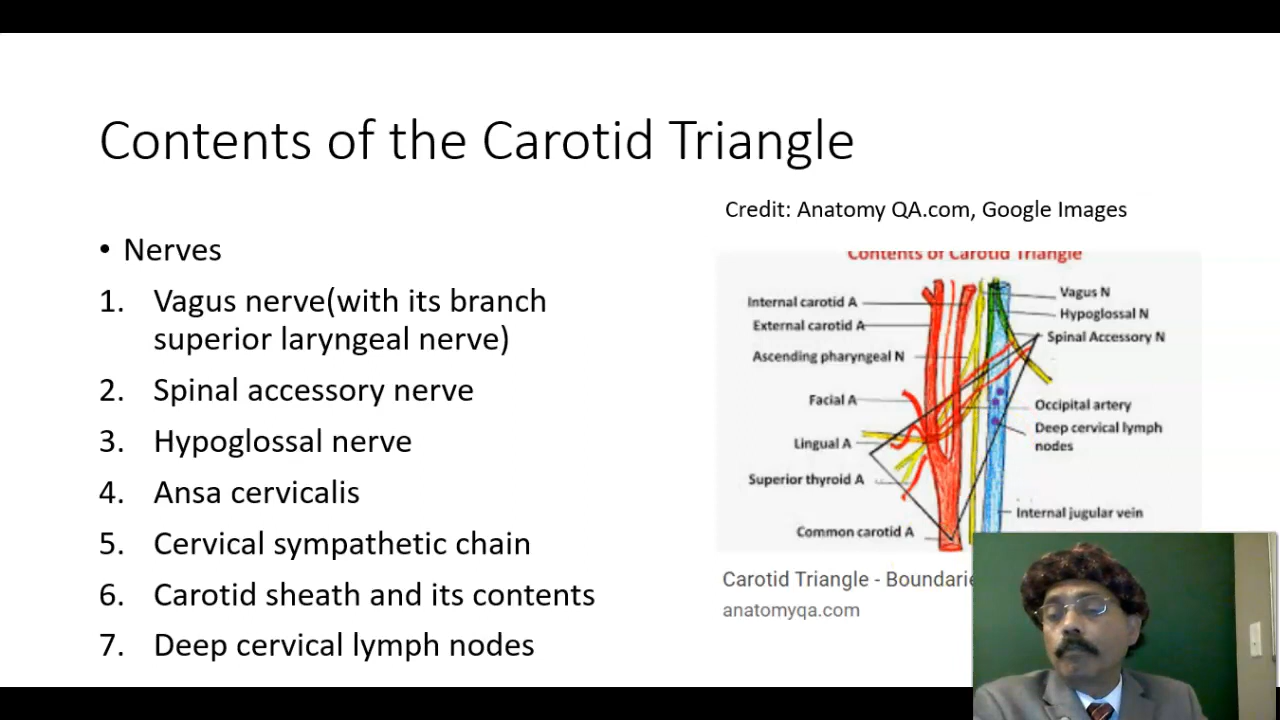 Contents of the Carotid Triangle
Credit: Anatomy QA.com, Google Images
• Nerves
1. Vagus nerve(with its branch
superior laryngeal nerve)
2. Spinal accessory nerve
3. Hypoglossal nerve
4. Ansa cervicalis
5. Cervical sympathetic chain
6. Carotid sheath and its contents
7. Deep cervical lymph nodes
Contents of Carotid Triangle
Internal carotid A
External carotid A
Ascending pharyngeal N
Facial A
Lingual A
Superior thyroid A
Common carotid A
Vagus N
Hypoglossal N
Spinal Accessory N
Occipital artery
Deep cervical lymph
nodes
Internal jugular vein
Carotid Triangle - Boundarie
anatomyqa.com